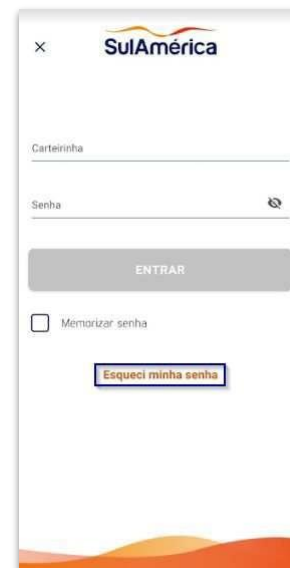 ×
SulAmérica
Carteirinha
Senha
ENTRAR
Memorizar senha
Esqueci minha senha